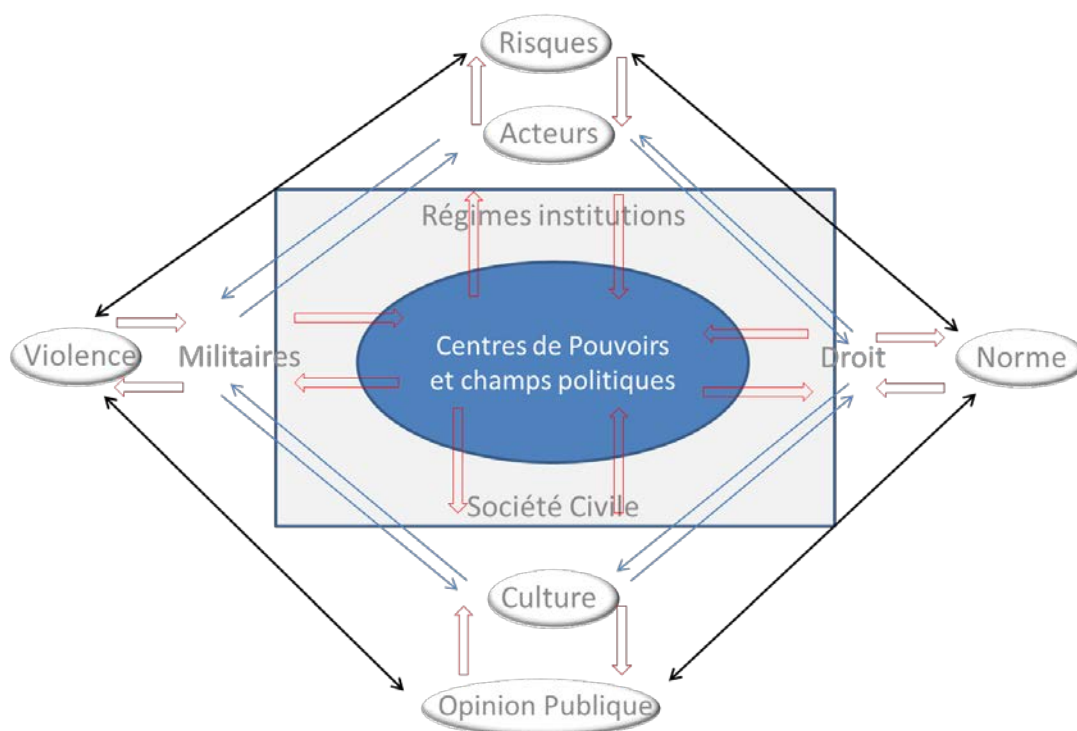 Risques
Acteurs
Régimes institutions
Centres de Pouvoirs
et champs politiques
Violence
Militaires
Droit
Norme
Société Civile
Culture
Opinion Publique